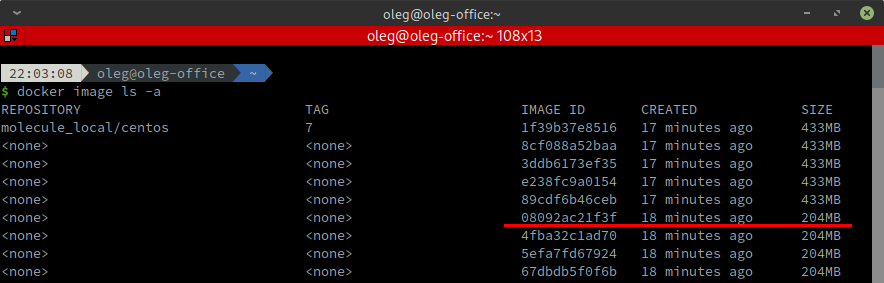 oleg@oleg-office:~
oleg@oleg-office:~ 108x13
22:03:08 oleg@oleg-office ~
$ docker image ls -a
REPOSITORY TAG IMAGE ID CREATED SIZE
molecule_local/centos 7 1f39b37e8516 17 minutes ago 433MB
<none> <none> 8cf088a52baa 17 minutes ago 433MB
<none> <none> 3ddb6173ef35 17 minutes ago 433MB
<none> <none> e238fc9a0154 17 minutes ago 433MB
<none> <none> 89cdf6b46ceb 17 minutes ago 433MB
<none> <none> 08092ac21f3f 18 minutes ago 204MB
<none> <none> 4fba32c1ad70 18 minutes ago 204MB
<none> <none> 5efa7fd67924 18 minutes ago 204MB
<none> <none> 67dbdb5f0f6b 18 minutes ago 204MB